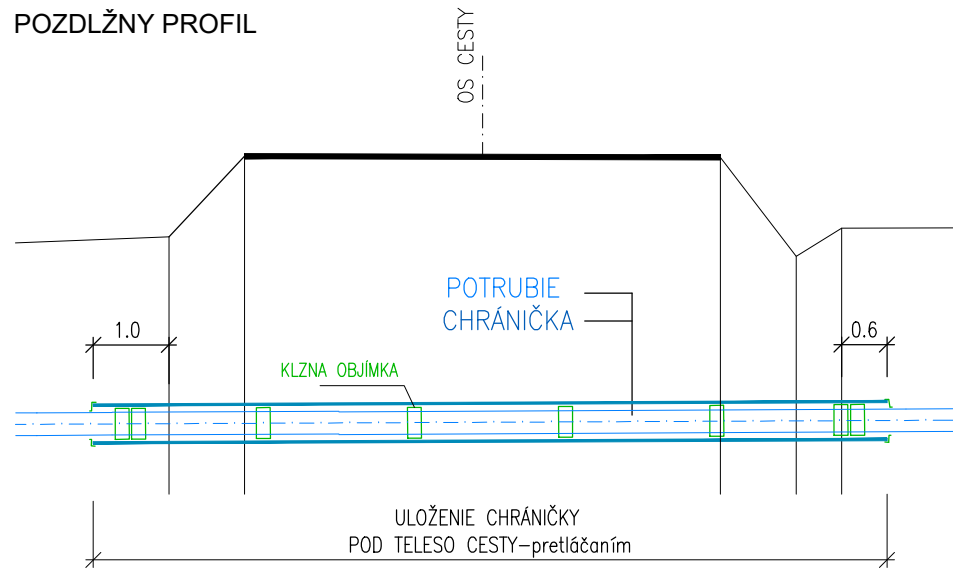 POZDLŽNY PROFIL
OS CESTY
POTRUBIE
CHRÁNIČKA
1.0
0.6
KLZNA OBJÍMKA
ULOŽENIE CHRÁNIČKY
POD TELESO CESTY-pretláčaním